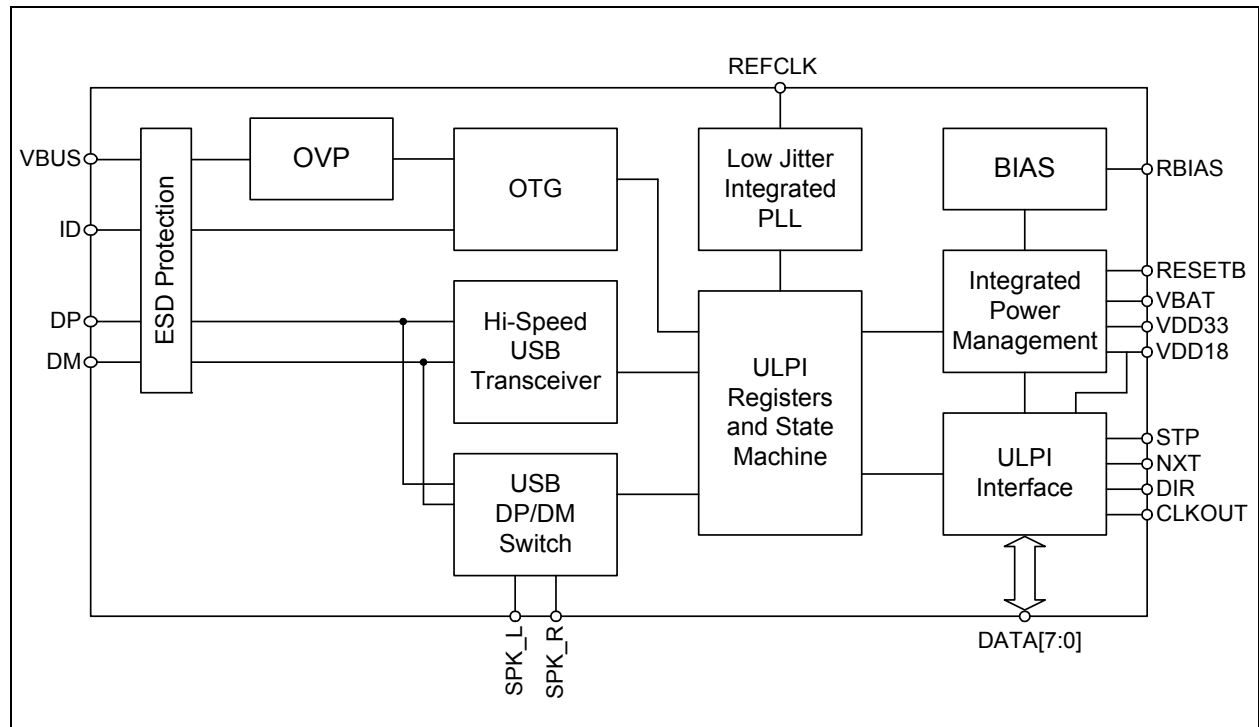 REFCLK
VBUS
ID
DP
DM
ESD Protection
OVP
OTG
Hi-Speed
USB
Transceiver
USB
DP/DM
Switch
SPK_L
SPK_R
Low Jitter
Integrated
PLL
ULPI
Registers
and State
Machine
BIAS
Integrated
Power
Management
ULPI
Interface
RBIAS
RESETB
VBAT
VDD33
VDD18
STP
NXT
DIR
CLKOUT
DATA[7:0]